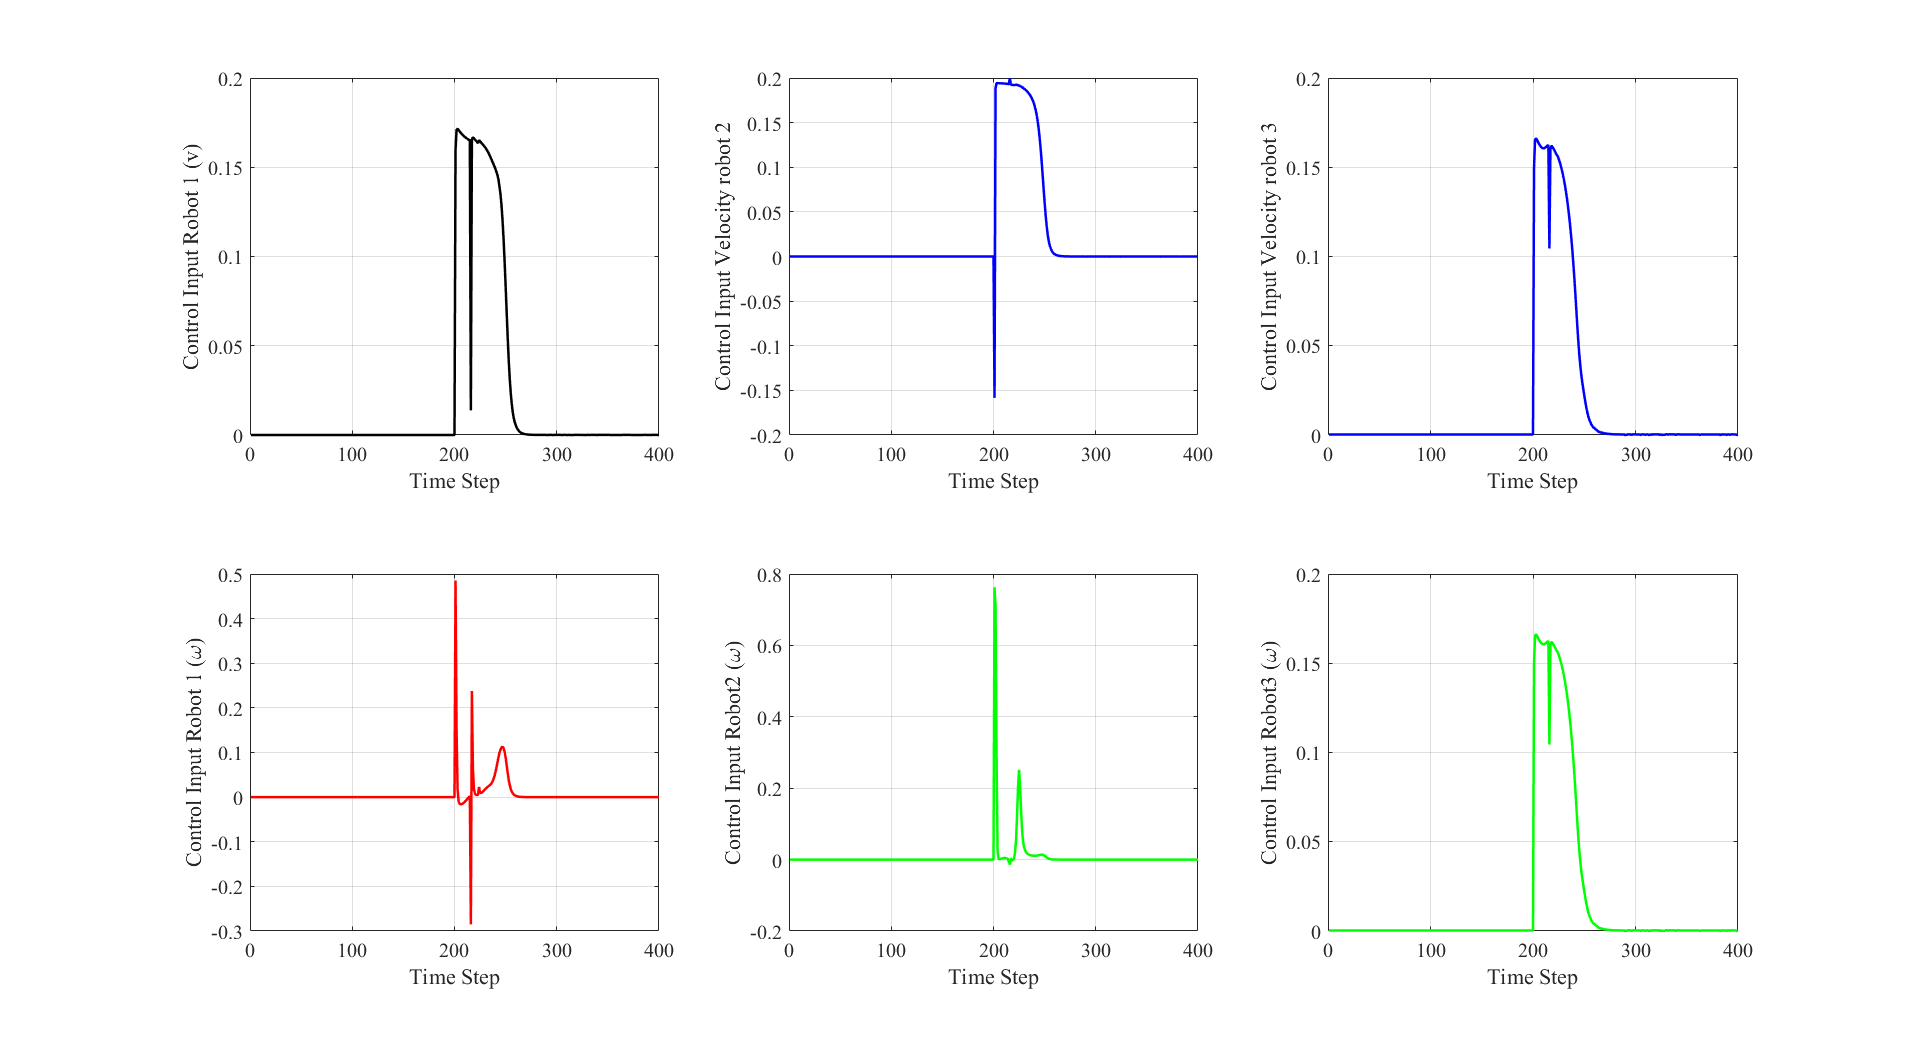 Control Input Robot 1 (v)
0.2
0.15
0.1
0.05
0
0 100 200 300 400
Time Step
Control Input Velocity robot 2
0.2
0.15
0.1
0.05
0
-0.05
-0.1
-0.15
-0.2
0 100 200 300 400
Time Step
Control Input Velocity robot 3
0.2
0.15
0.1
0.05
0
0 100 200 300 400
Time Step
Control Input Robot 1 (ω)
0.5
0.4
0.3
0.2
0.1
0
-0.1
-0.2
-0.3
0 100 200 300 400
Time Step
Control Input Robot2 (ω)
0.8
0.6
0.4
0.2
0
-0.2
0 100 200 300 400
Time Step
Control Input Robot3 (ω)
0.2
0.15
0.1
0.05
0
0 100 200 300 400
Time Step